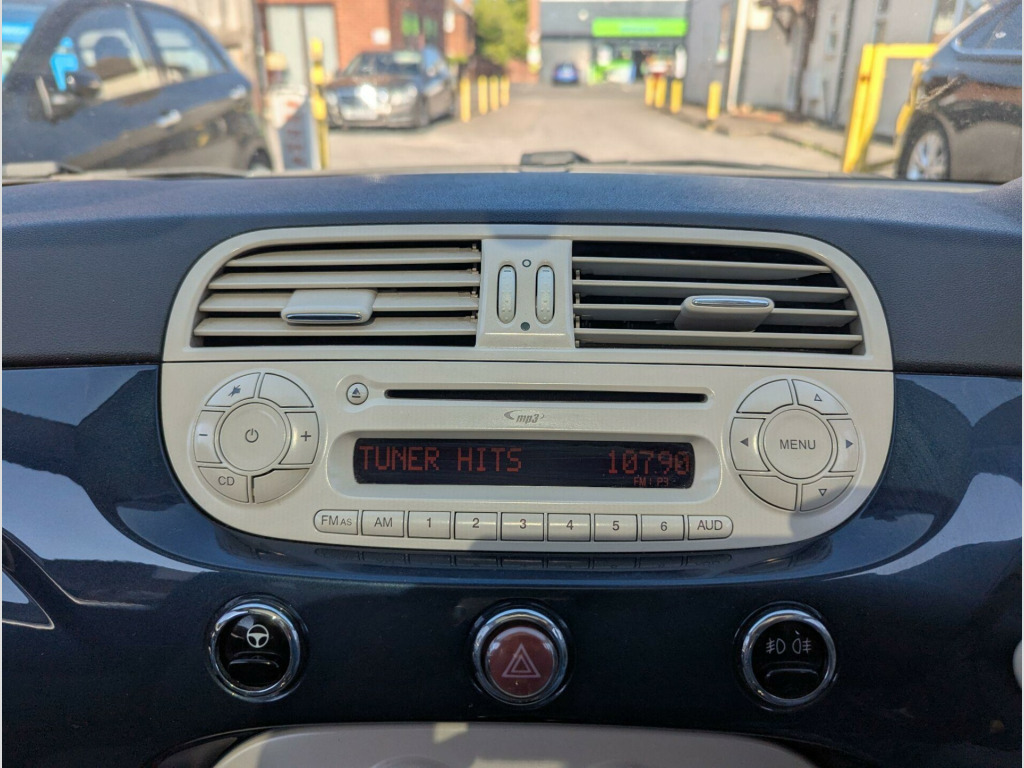 mp3
TUNER HITS 10790
FM1 P3
CD
MENU
FM AS AM 1 2 3 4 5 6 AUD